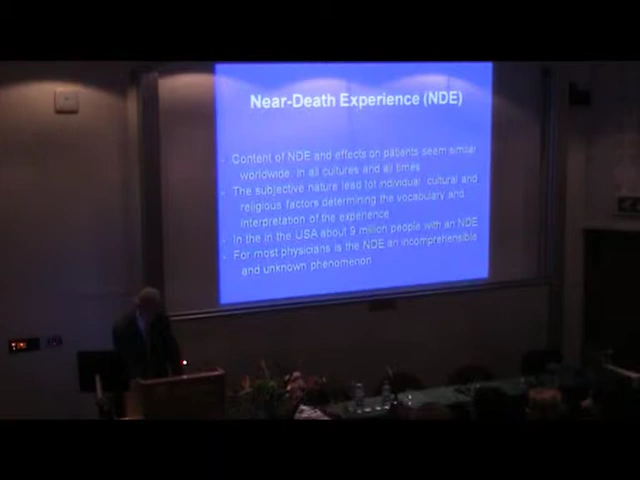 Near-Death Experience (NDE)
Content of NDE and effects on patients seem similar
worldwide, in all cultures and all times
The subjective nature lead tot individual, cultural and
religious factors determining the vocabulary and
interpretation of the experience
In the in the USA about 9 million people with an NDE
For most physicians is the NDE an incomprehensible
and unknown phenomenon